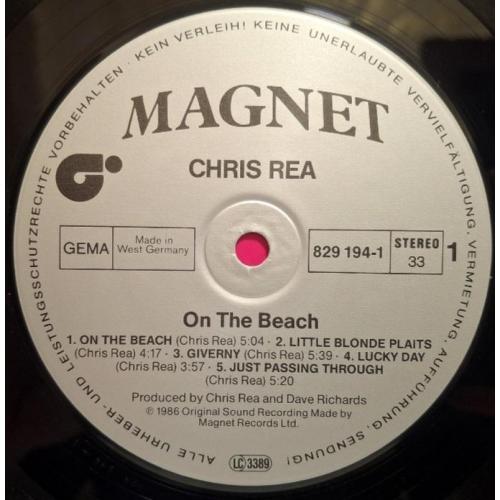 ALLE URHEBER- UND LEISTUNGSSCHUTZRECHTE VORBEHALTEN · KEIN VERLEIH! KEINE UNERLAUBTE VERVIELFÄLTIGUNG, VERMIETUNG, AUFFÜHRUNG, SENDUNG!
MAGNET
CHRIS REA
GEMA
Made in
West Germany
829 194-1
STEREO
33
1
On The Beach
1. ON THE BEACH (Chris Rea) 5:04 · 2. LITTLE BLONDE PLAITS
(Chris Rea) 4:17 · 3. GIVERNY (Chris Rea) 5:39 · 4. LUCKY DAY
(Chris Rea) 3:57 · 5. JUST PASSING THROUGH
(Chris Rea) 5:20
Produced by Chris Rea and Dave Richards
℗ 1986 Original Sound Recording Made by
Magnet Records Ltd.
LC 3389